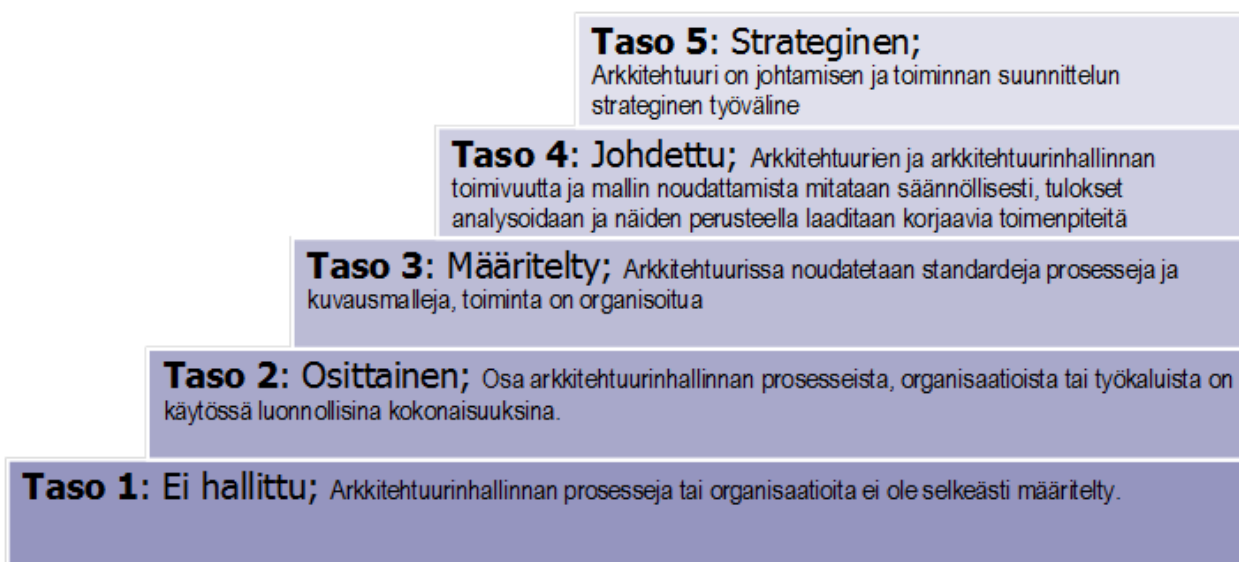 Taso 5: Strateginen;
Arkkitehtuuri on johtamisen ja toiminnan suunnittelun
strateginen työväline
Taso 4: Johdettu; Arkkitehtuurien ja arkkitehtuurinhallinnan
toimivuutta ja mallin noudattamista mitataan säännöllisesti, tulokset
analysoidaan ja näiden perusteella laaditaan korjaavia toimenpiteitä
Taso 3: Määritelty; Arkkitehtuurissa noudatetaan standardeja prosesseja ja
kuvausmalleja, toiminta on organisoitua
Taso 2: Osittainen; Osa arkkitehtuurinhallinnan prosesseista, organisaatioista tai työkaluista on
käytössä luonnollisina kokonaisuuksina.
Taso 1: Ei hallittu; Arkkitehtuurinhallinnan prosesseja tai organisaatioita ei ole selkeästi määritelty.